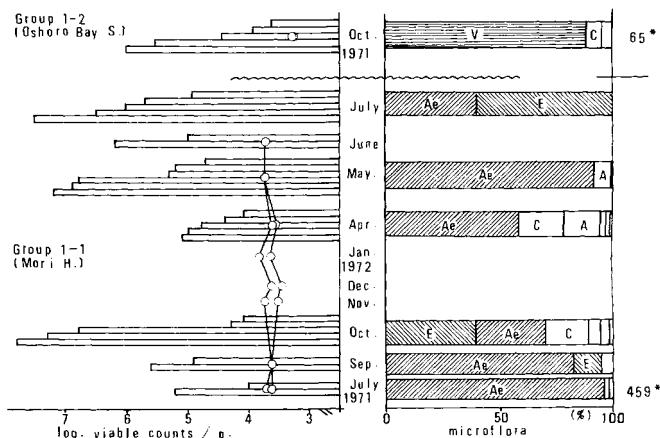 Group 1-2
(Oshoro Bay S.)
Oct.
1971
V
C
65*
July
Ae
E
June
May.
Ae
A
Apr.
Ae
C
A
Group 1-1
(Mori H.)
Jan.
1972
Dec.
Nov.
Oct.
E
Ae
C
Sep.
Ae
E
July
1971
Ae
459*
7 6 5 4 3
log. viable counts / g.
0 50 (%) 100
microflora